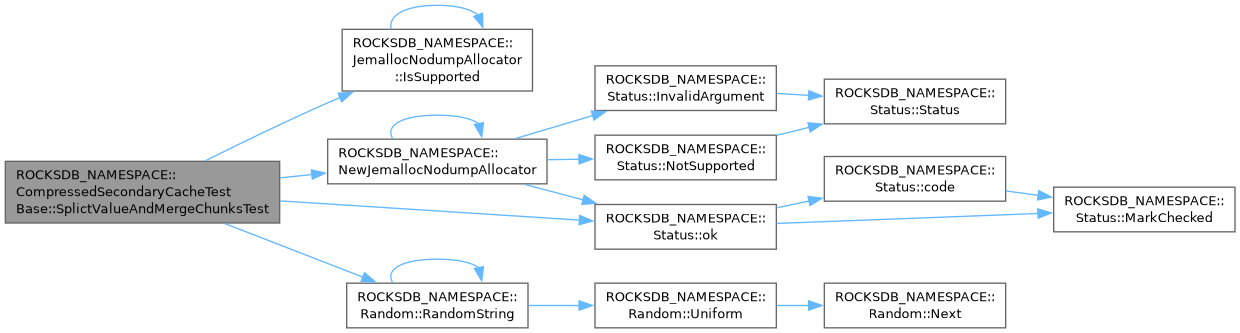 ROCKSDB_NAMESPACE::
CompressedSecondaryCacheTest
Base::SplictValueAndMergeChunksTest
ROCKSDB_NAMESPACE::
JemallocNodumpAllocator
::IsSupported
ROCKSDB_NAMESPACE::
NewJemallocNodumpAllocator
ROCKSDB_NAMESPACE::
Random::RandomString
ROCKSDB_NAMESPACE::
Status::InvalidArgument
ROCKSDB_NAMESPACE::
Status::NotSupported
ROCKSDB_NAMESPACE::
Status::ok
ROCKSDB_NAMESPACE::
Random::Uniform
ROCKSDB_NAMESPACE::
Status::Status
ROCKSDB_NAMESPACE::
Status::code
ROCKSDB_NAMESPACE::
Random::Next
ROCKSDB_NAMESPACE::
Status::MarkChecked